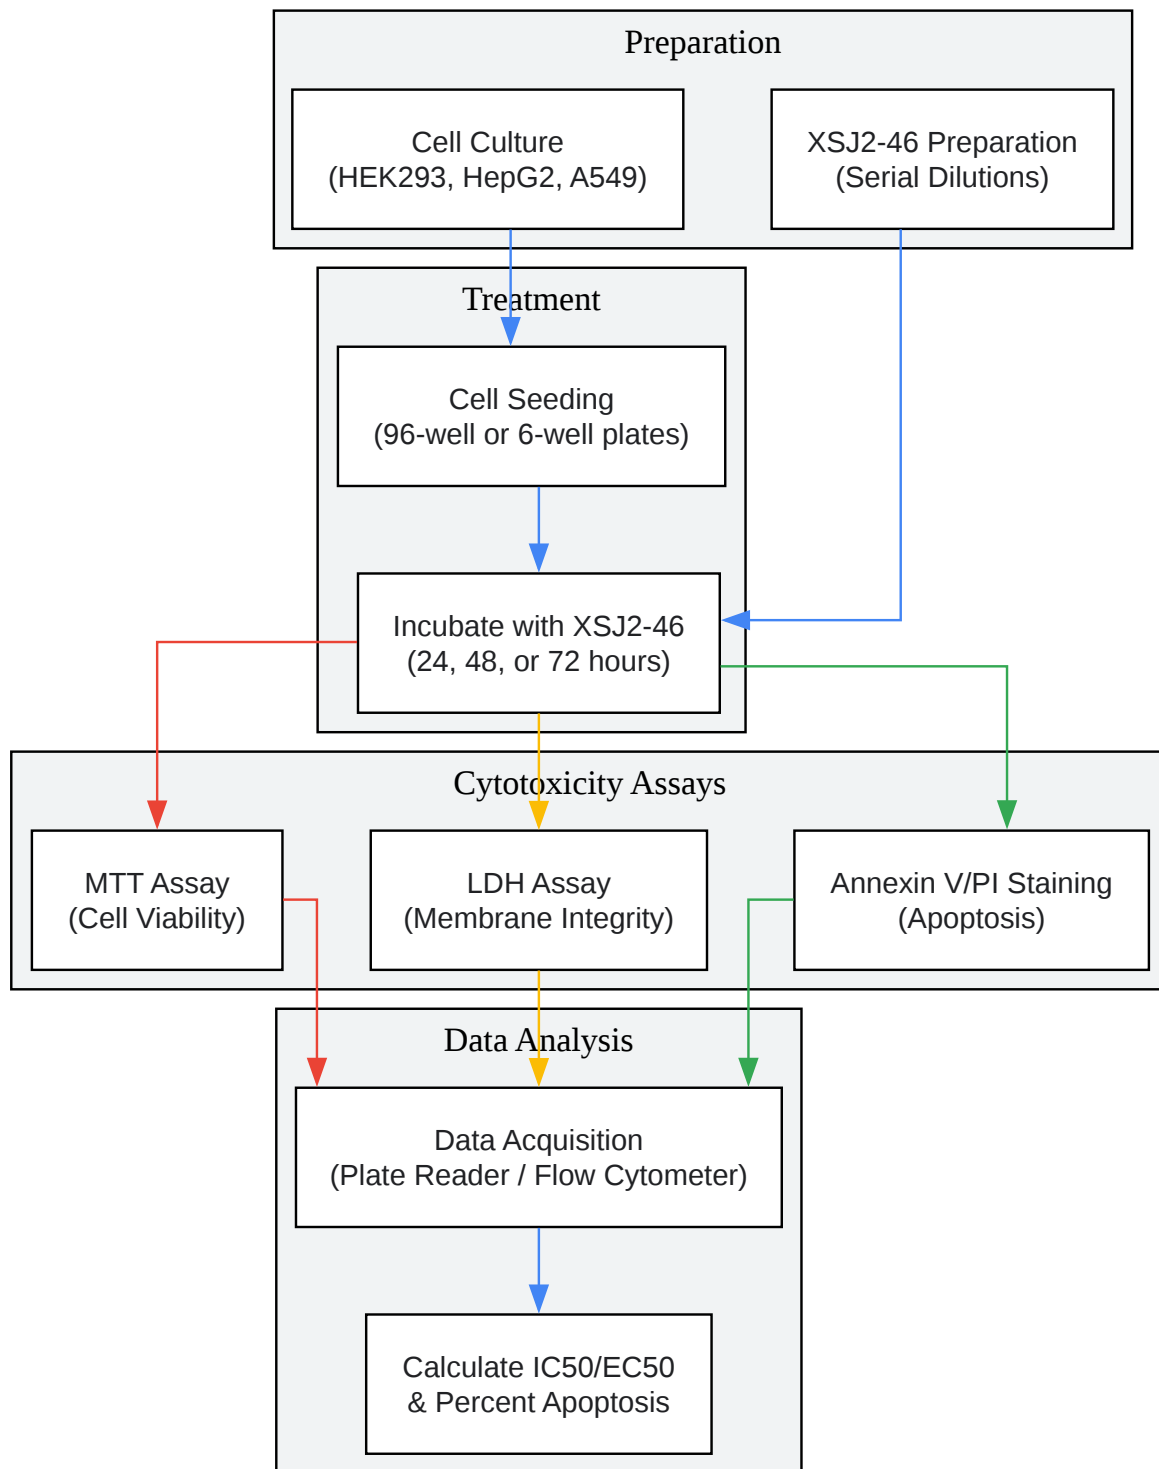 Preparation
Cell Culture
(HEK293, HepG2, A549)
XSJ2-46 Preparation
(Serial Dilutions)
Treatment
Cell Seeding
(96-well or 6-well plates)
Incubate with XSJ2-46
(24, 48, or 72 hours)
Cytotoxicity Assays
MTT Assay
(Cell Viability)
LDH Assay
(Membrane Integrity)
Annexin V/PI Staining
(Apoptosis)
Data Analysis
Data Acquisition
(Plate Reader / Flow Cytometer)
Calculate IC50/EC50
& Percent Apoptosis